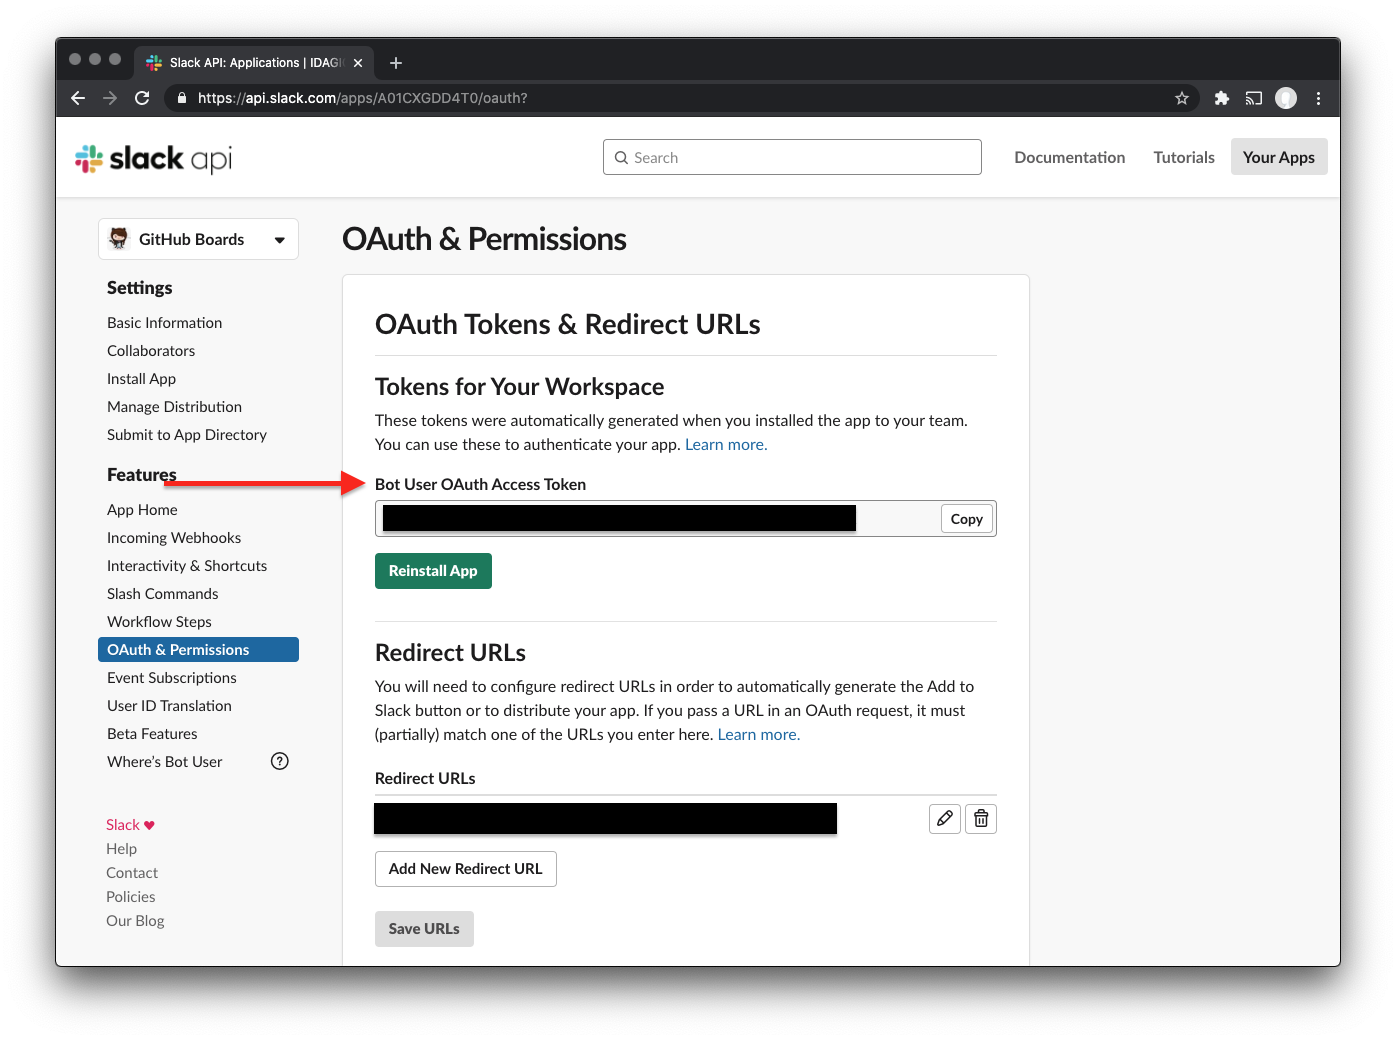 Slack API: Applications | IDAGI
https://api.slack.com/apps/A01CXGDD4T0/oauth?
slack api
Search
Documentation
Tutorials
Your Apps
GitHub Boards
OAuth & Permissions
Settings
Basic Information
Collaborators
Install App
Manage Distribution
Submit to App Directory
Features
App Home
Incoming Webhooks
Interactivity & Shortcuts
Slash Commands
Workflow Steps
OAuth & Permissions
Event Subscriptions
User ID Translation
Beta Features
Where's Bot User
?
Slack ♥
Help
Contact
Policies
Our Blog
OAuth Tokens & Redirect URLs
Tokens for Your Workspace
These tokens were automatically generated when you installed the app to your team.
You can use these to authenticate your app. Learn more.
Bot User OAuth Access Token
Copy
Reinstall App
Redirect URLs
You will need to configure redirect URLs in order to automatically generate the Add to
Slack button or to distribute your app. If you pass a URL in an OAuth request, it must
(partially) match one of the URLs you enter here. Learn more.
Redirect URLs
Add New Redirect URL
Save URLs